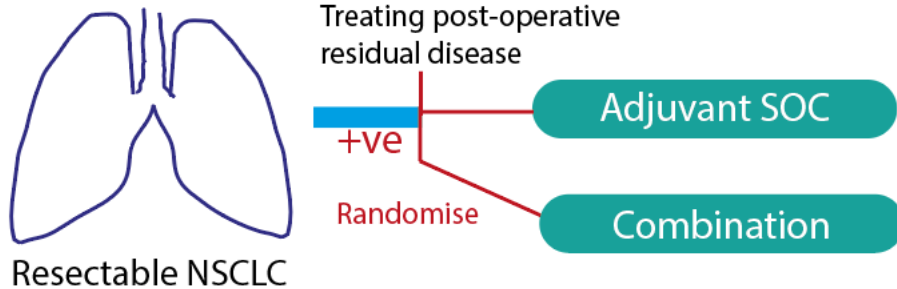 Treating post-operative
residual disease
Adjuvant SOC
+ve
Randomise
Combination
Resectable NSCLC